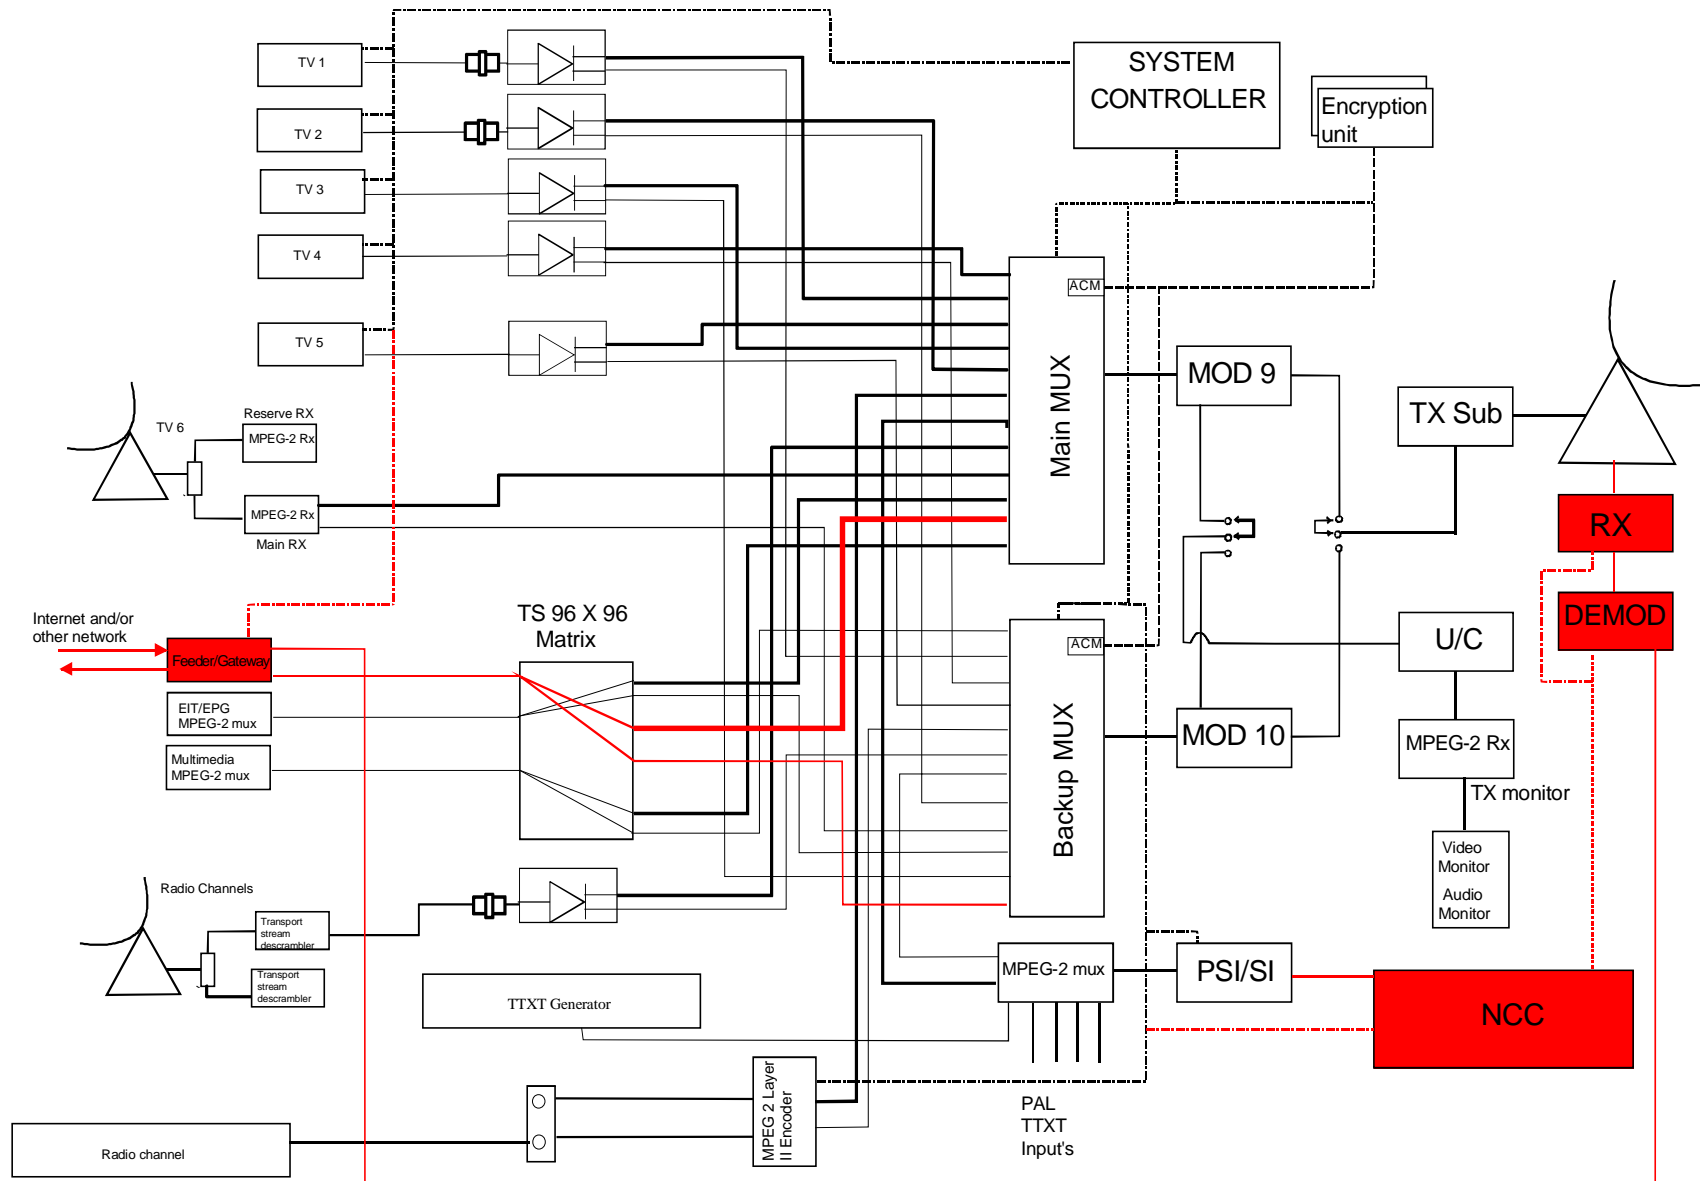 TV 1
SYSTEM
CONTROLLER
Encryption
unit
TV 2
TV 3
TV 4
TV 5
ACM
Main MUX
MOD 9
TX Sub
TV 6
Reserve RX
MPEG-2 Rx
MPEG-2 Rx
Main RX
RX
DEMOD
Internet and/or
other network
TS 96 X 96
Matrix
Feeder/Gateway
ACM
U/C
EIT/EPG
MPEG-2 mux
Backup MUX
MOD 10
MPEG-2 Rx
TX monitor
Multimedia
MPEG-2 mux
Video
Monitor
Audio
Monitor
Radio Channels
Transport
stream
descrambler
Transport
stream
descrambler
MPEG-2 mux
PSI/SI
NCC
TTXT Generator
MPEG 2 Layer
II Encoder
PAL
TTXT
Input's
Radio channel